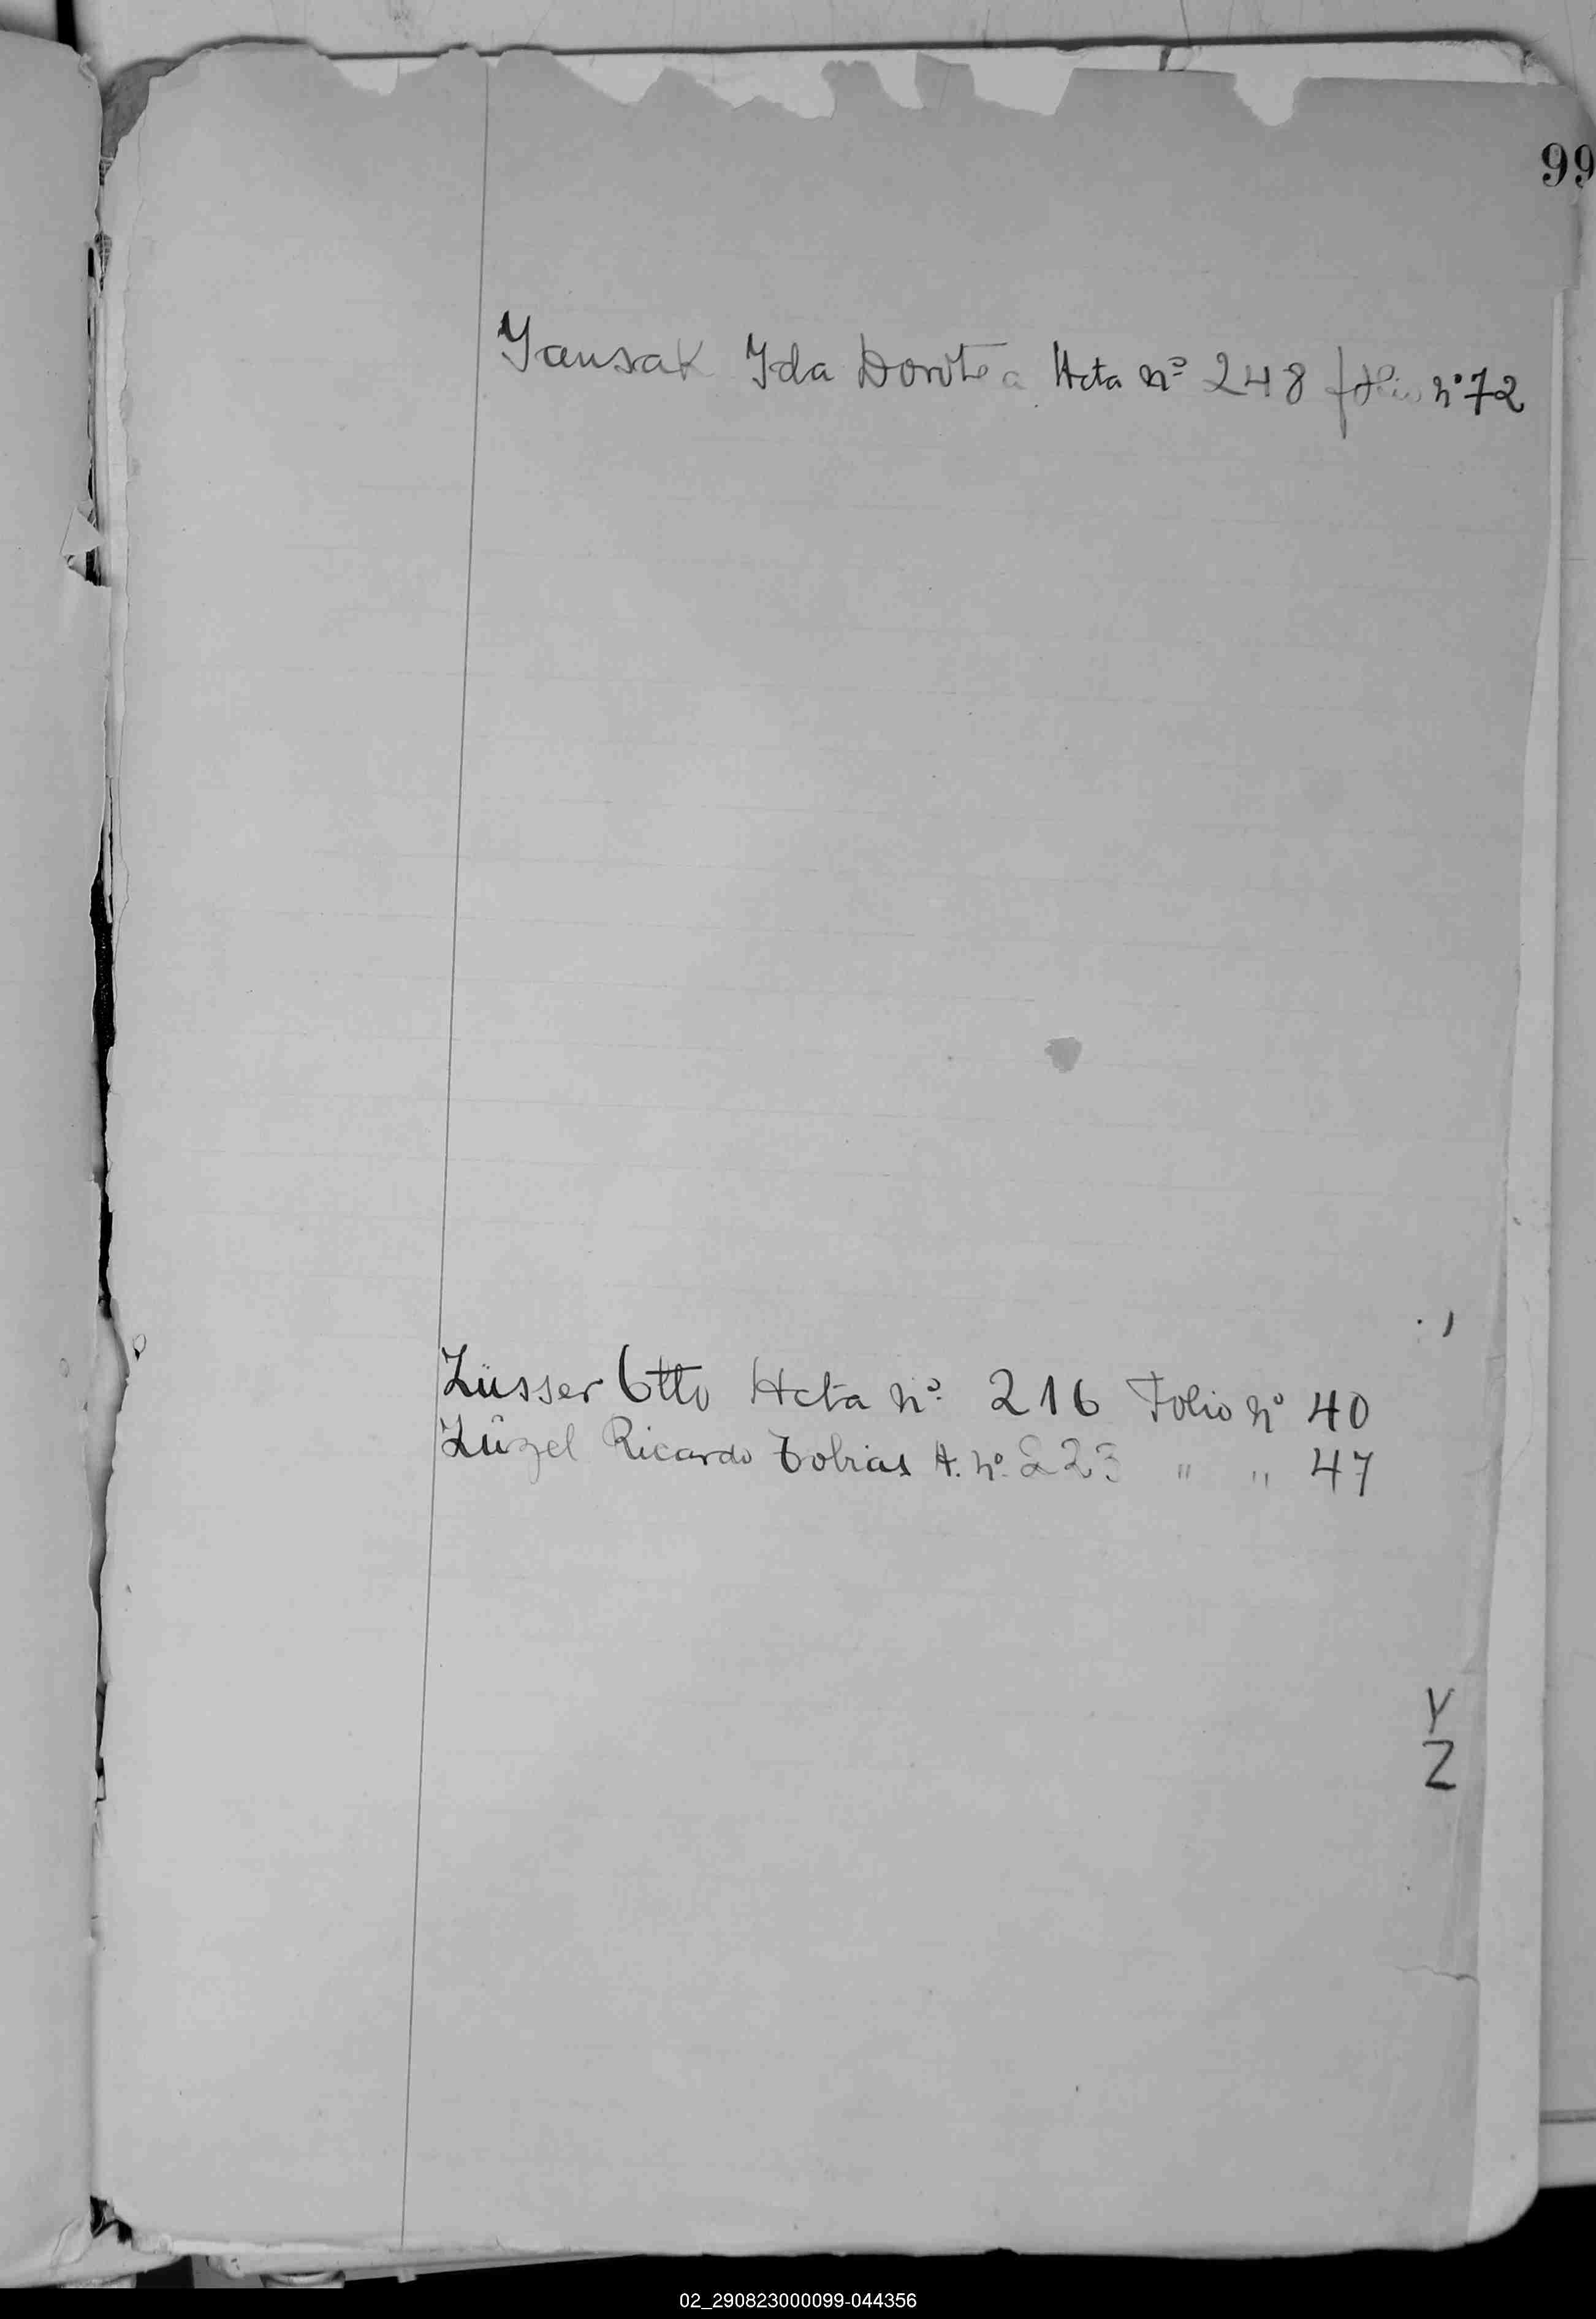 99
Yansak Ida Dorotea Acta nº 248 folio nº 72
Züsser Otto Acta nº 216 Folio nº 40
Züzel Ricardo Tobias A. nº 223 " " 47
Y
Z
02_290823000099-044356